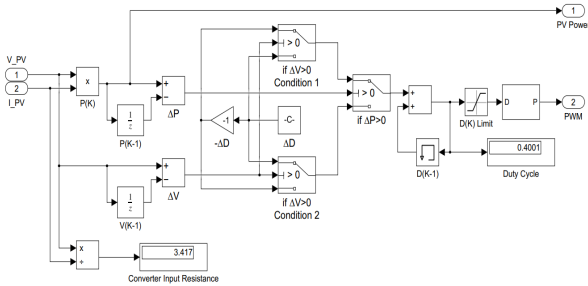 1
PV Power
V_PV
1
2
I_PV
x
P(K)
+
−
ΔP
1
z
P(K-1)
> 0
if ΔV>0
Condition 1
-1
-ΔD
-C-
ΔD
> 0
if ΔP>0
+
+
D(K) Limit
D
P
2
PWM
D(K-1)
0.4001
Duty Cycle
+
−
ΔV
1
z
V(K-1)
> 0
if ΔV>0
Condition 2
x
÷
3.417
Converter Input Resistance